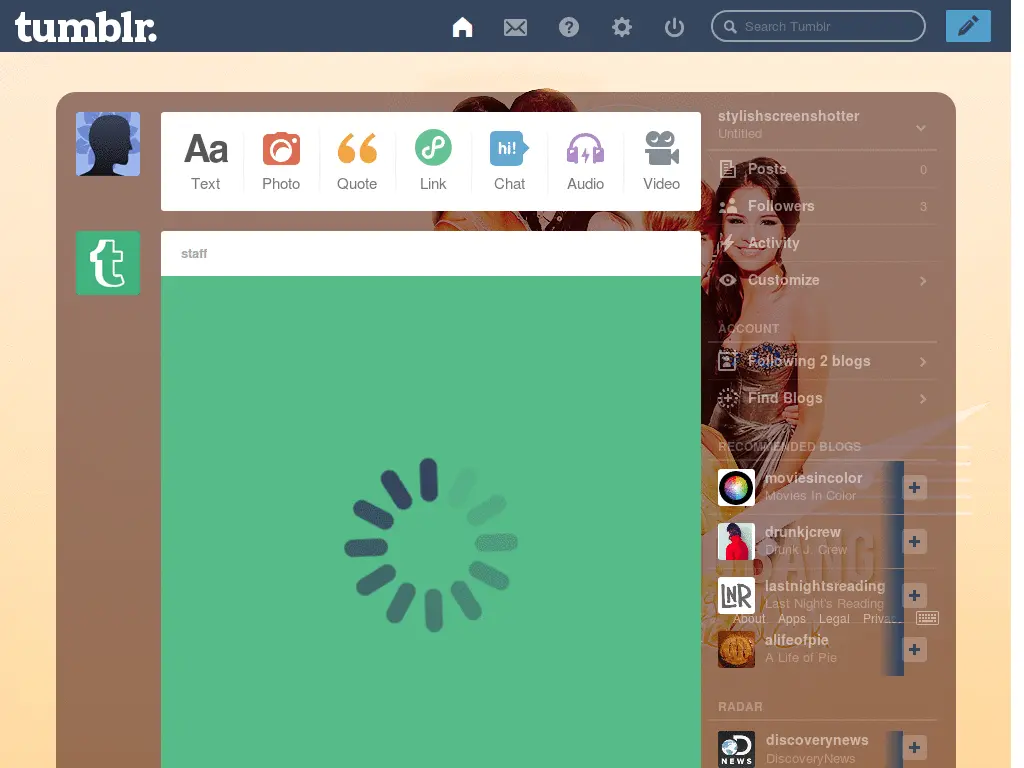 tumblr.
Search Tumblr
Aa
Text
Photo
Quote
Link
hi!
Chat
Audio
Video
stylishscreenshotter
Untitled
Posts 0
Followers 3
Activity
Customize
ACCOUNT
Following 2 blogs
Find Blogs
staff
RECOMMENDED BLOGS
moviesincolor
Movies In Color
drunkjcrew
Drunk J. Crew
BANG
LNR
lastnightsreading
Last Night's Reading
About Apps Legal
alifeofpie
A Life of Pie
RADAR
discoverynews
DiscoveryNews
D
NEWS